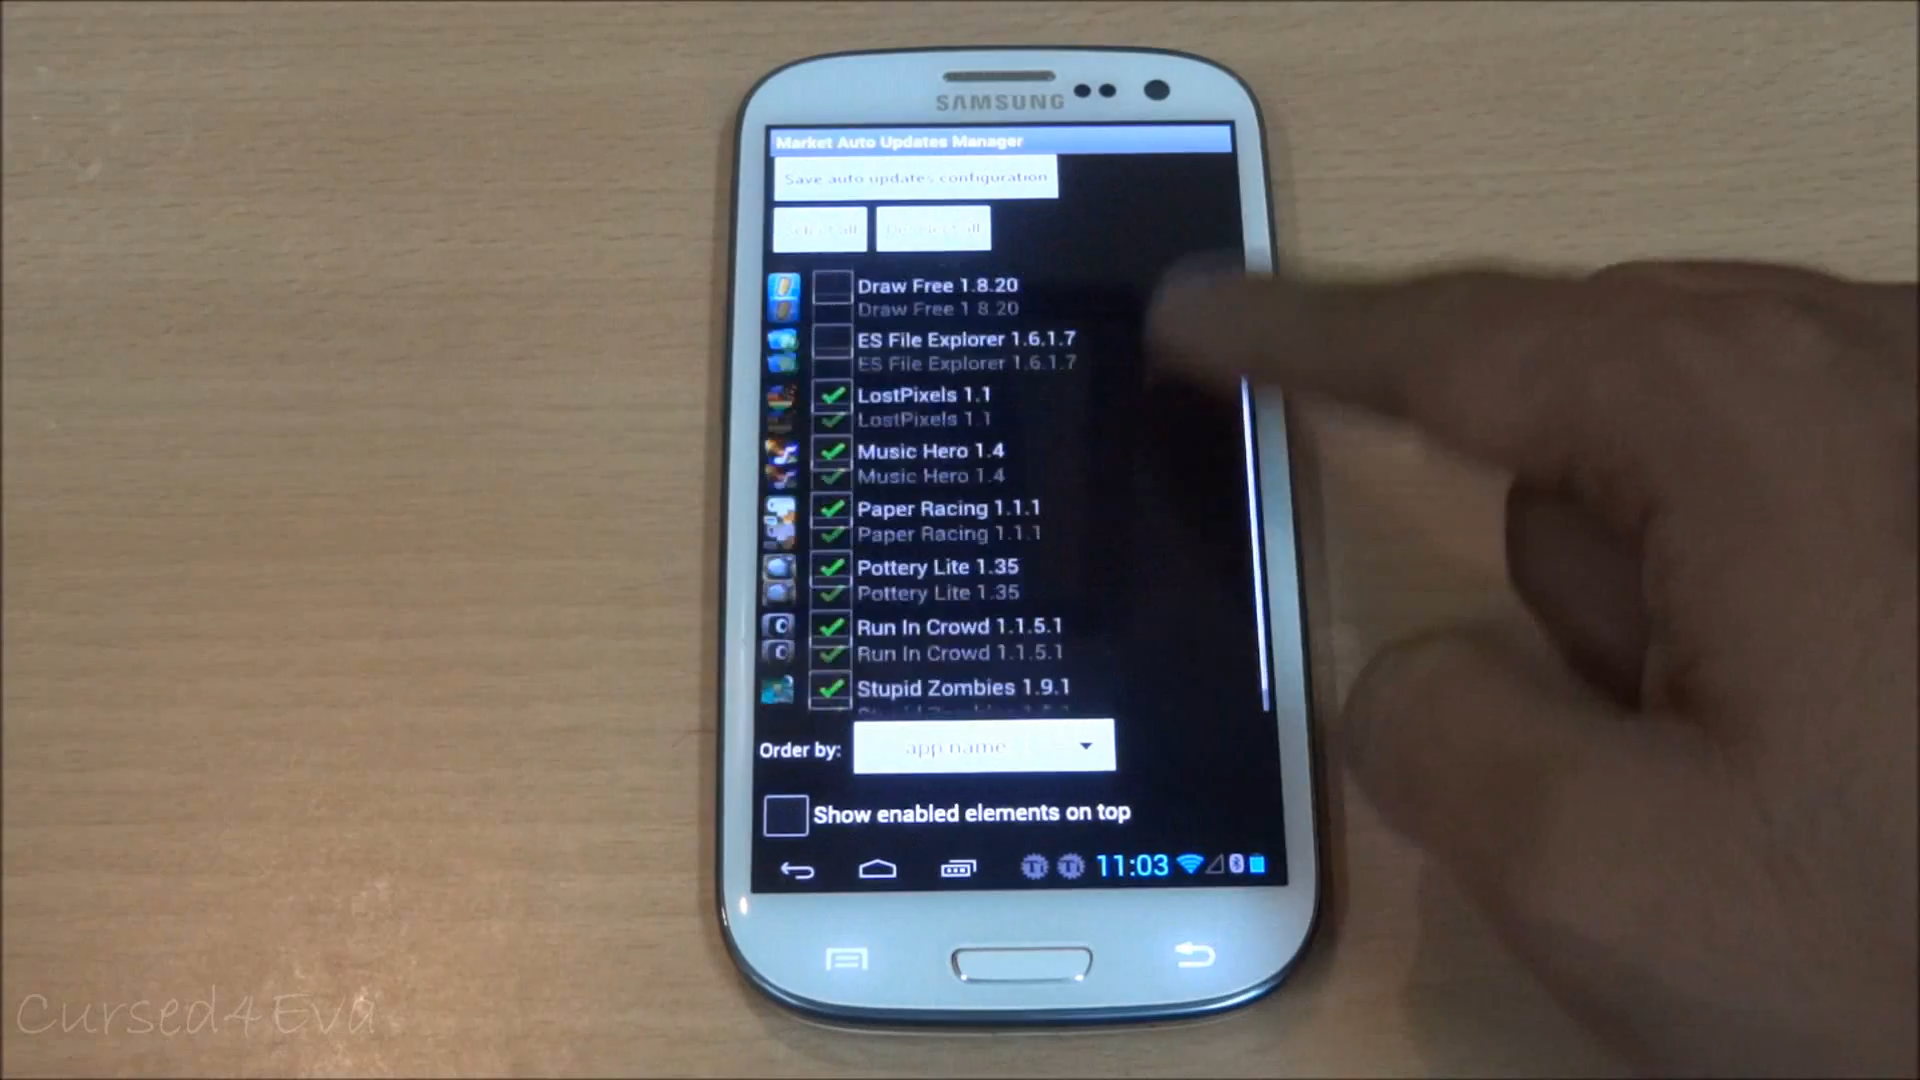 SAMSUNG
Market Auto Updates Manager
Save auto updates configuration
Select all Deselect all
Draw Free 1.8.20
Draw Free 1.8.20
ES File Explorer 1.6.1.7
ES File Explorer 1.6.1.7
LostPixels 1.1
LostPixels 1.1
Music Hero 1.4
Music Hero 1.4
Paper Racing 1.1.1
Paper Racing 1.1.1
Pottery Lite 1.35
Pottery Lite 1.35
Run In Crowd 1.1.5.1
Run In Crowd 1.1.5.1
Stupid Zombies 1.9.1
Order by: app name
Show enabled elements on top
11:03
Cursed4Eva